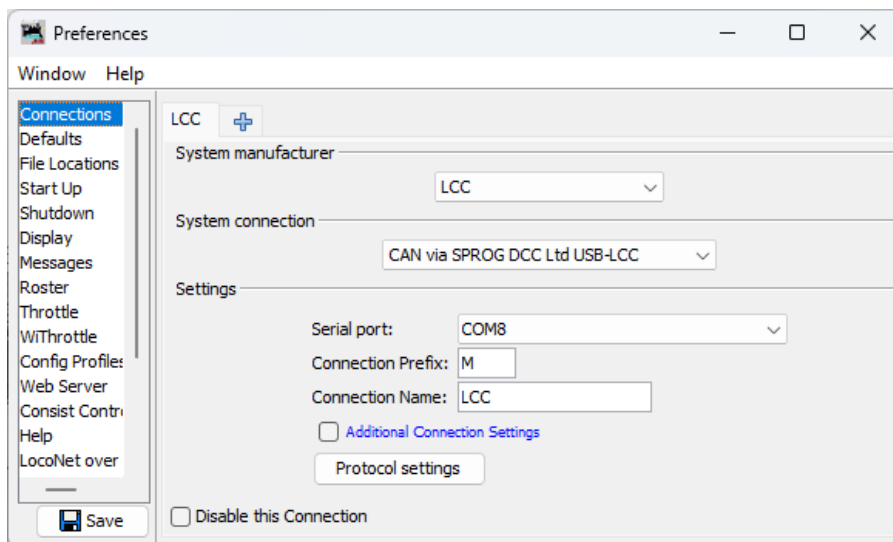 Preferences
Window Help
Connections
Defaults
File Locations
Start Up
Shutdown
Display
Messages
Roster
Throttle
WiThrottle
Config Profiles
Web Server
Consist Contr
Help
LocoNet over
Save
LCC
System manufacturer
LCC
System connection
CAN via SPROG DCC Ltd USB-LCC
Settings
Serial port: COM8
Connection Prefix: M
Connection Name: LCC
Additional Connection Settings
Protocol settings
Disable this Connection